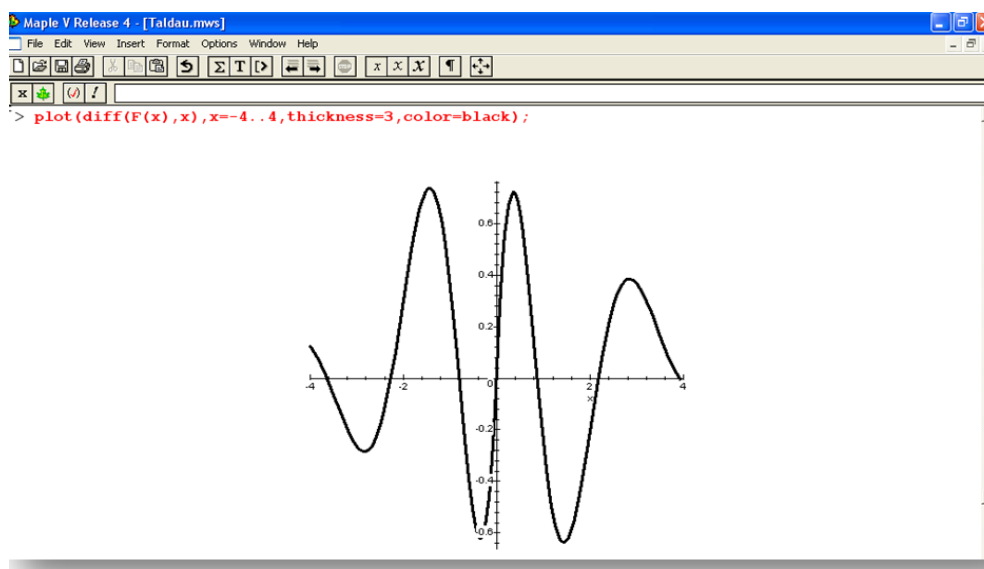 Maple V Release 4 - [Taldau.mws]
File Edit View Insert Format Options Window Help
Σ T [> STOP x x x ¶
x (√) !
> plot(diff(F(x),x),x=-4..4,thickness=3,color=black);
0.6
0.4
0.2
-4 -2 0 2 4
x
-0.2
-0.4
-0.6